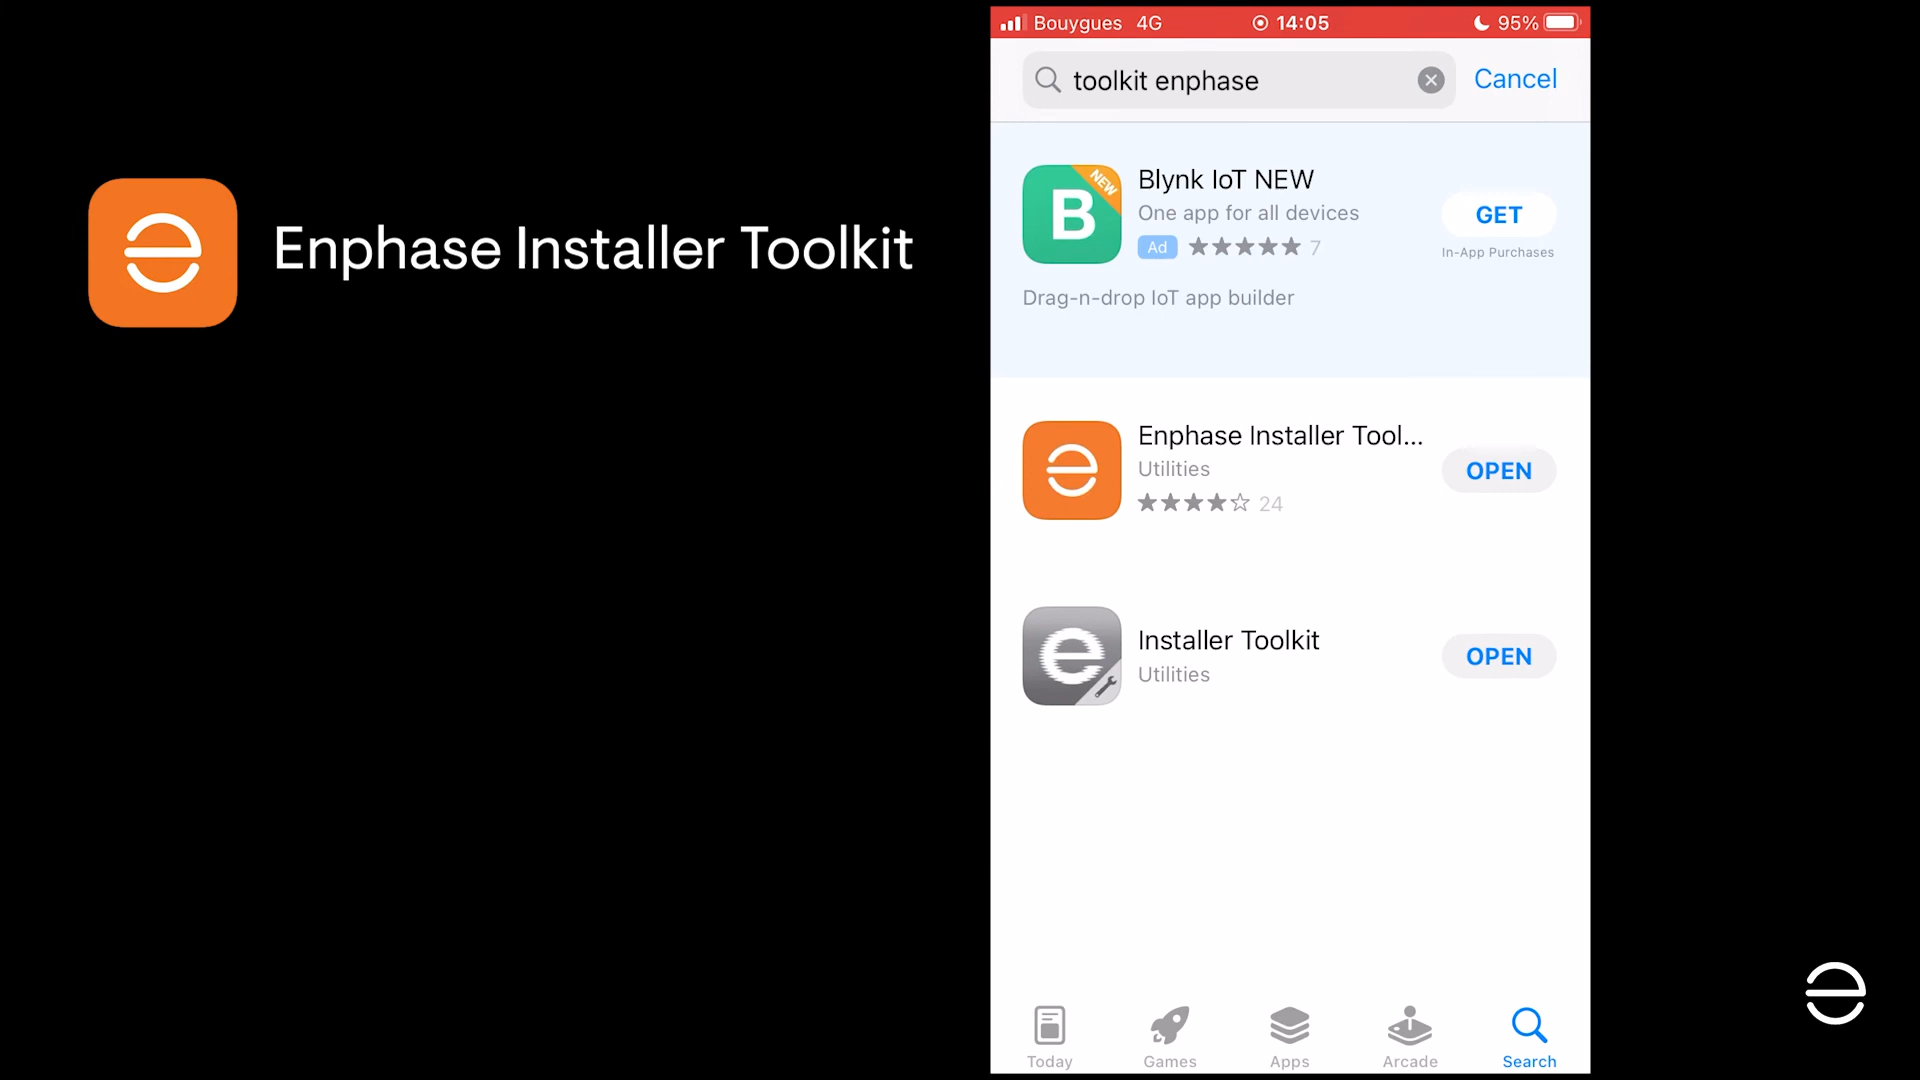 Enphase Installer Toolkit
Bouygues 4G 14:05 95%
toolkit enphase
Cancel
B NEW
Blynk IoT NEW
One app for all devices
Ad 7
GET
In-App Purchases
Drag-n-drop IoT app builder
Enphase Installer Tool...
Utilities
24
OPEN
Installer Toolkit
Utilities
OPEN
Today Games Apps Arcade Search